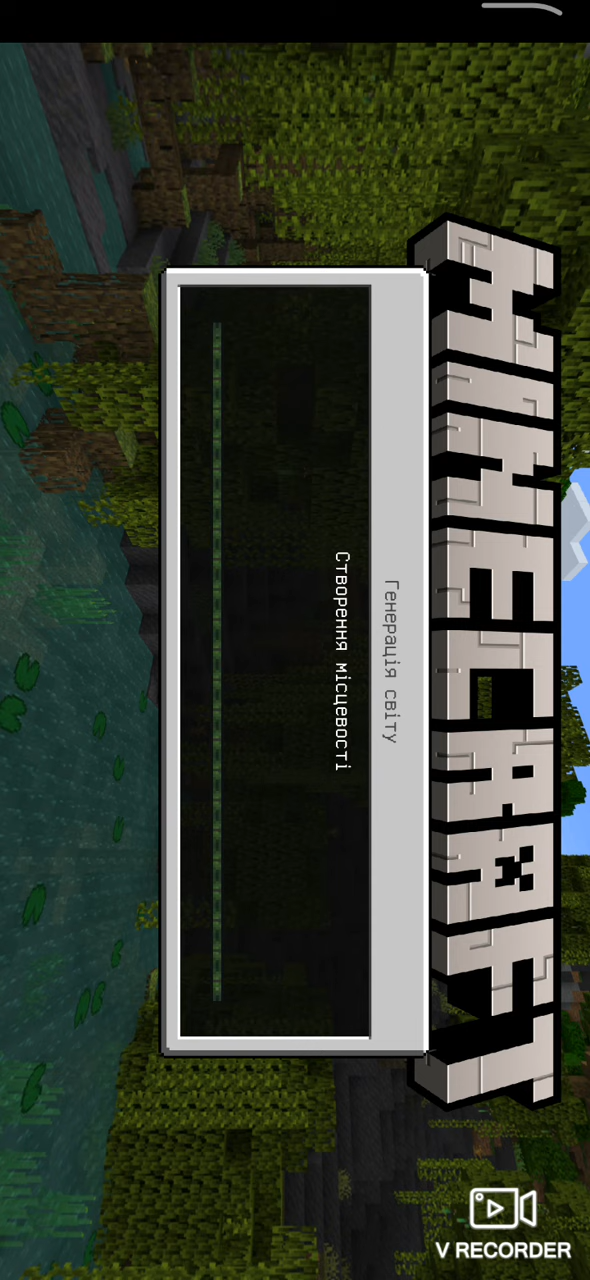 MINECRAFT
Генерація світу
Створення місцевості
V RECORDER